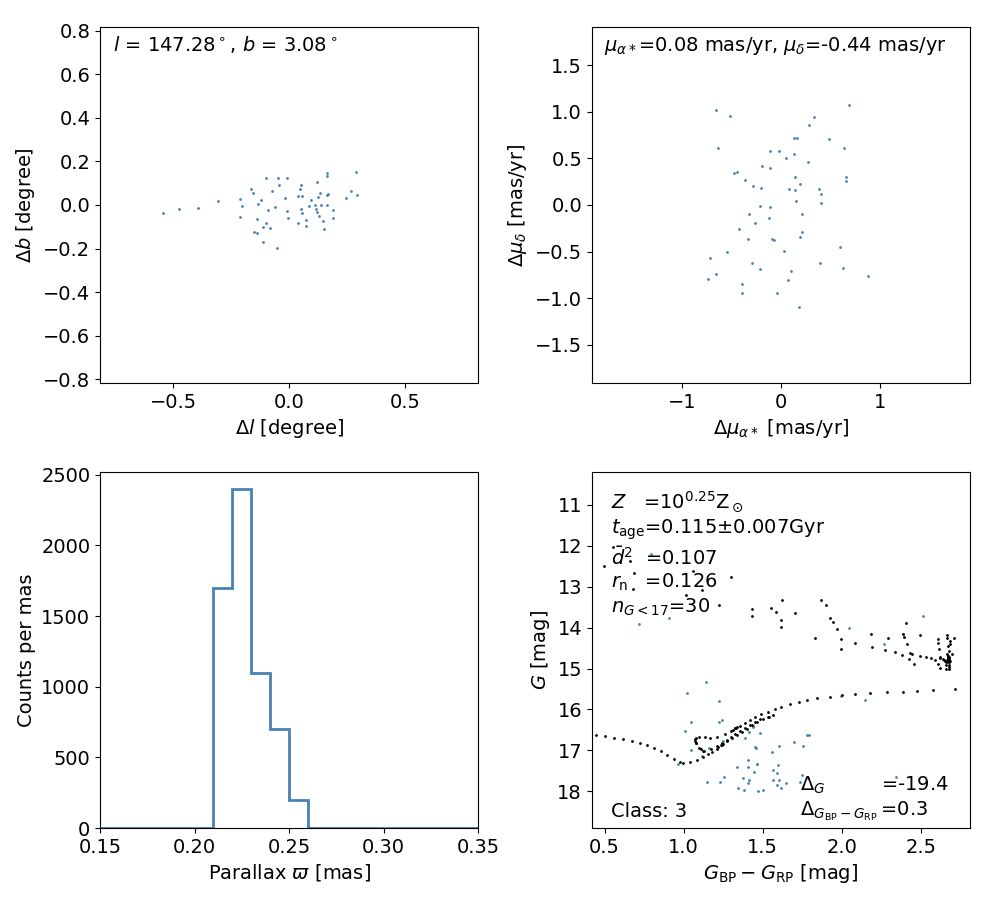 l = 147.28°, b = 3.08°
0.8
0.6
0.4
0.2
0.0
−0.2
−0.4
−0.6
−0.8
Δb [degree]
−0.5 0.0 0.5
Δl [degree]
μα∗=0.08 mas/yr, μδ=-0.44 mas/yr
1.5
1.0
0.5
0.0
−0.5
−1.0
−1.5
Δμδ [mas/yr]
−1 0 1
Δμα∗ [mas/yr]
2500
2000
1500
1000
500
0
Counts per mas
0.15 0.20 0.25 0.30 0.35
Parallax ϖ [mas]
Z =10^0.25Z⊙
tage=0.115±0.007Gyr
d̄² =0.107
rn =0.126
nG<17=30
11
12
13
14
15
16
17
18
G [mag]
ΔG =-19.4
ΔGBP−GRP=0.3
Class: 3
0.5 1.0 1.5 2.0 2.5
GBP − GRP [mag]